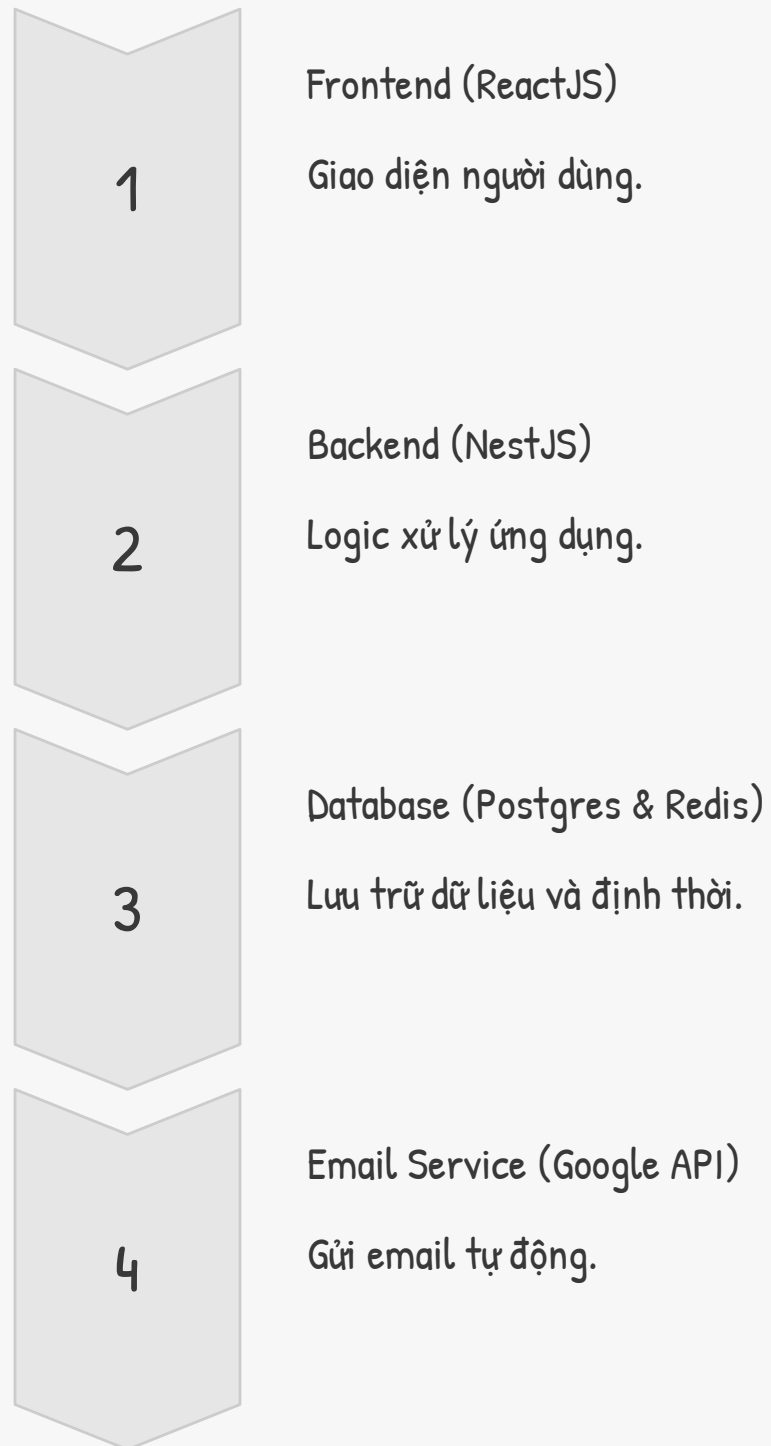 1
Frontend (ReactJS)
Giao diện người dùng.
2
Backend (NestJS)
Logic xử lý ứng dụng.
3
Database (Postgres & Redis)
Lưu trữ dữ liệu và định thời.
4
Email Service (Google API)
Gửi email tự động.